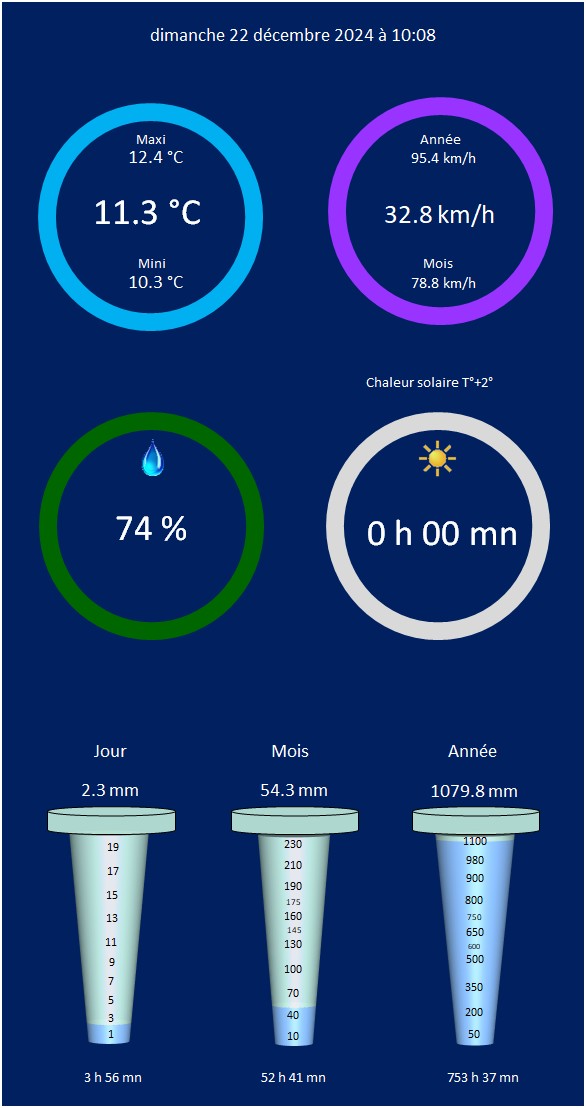 dimanche 22 décembre 2024 à 10:08
Maxi
12.4 °C
11.3 °C
Mini
10.3 °C
Année
95.4 km/h
32.8 km/h
Mois
78.8 km/h
74 %
Chaleur solaire T°+2°
0 h 00 mn
Jour
2.3 mm
19
17
15
13
11
9
7
5
3
1
3 h 56 mn
Mois
54.3 mm
230
210
190
175
160
145
130
100
70
40
10
52 h 41 mn
Année
1079.8 mm
1100
980
900
800
750
650
600
500
350
200
50
753 h 37 mn